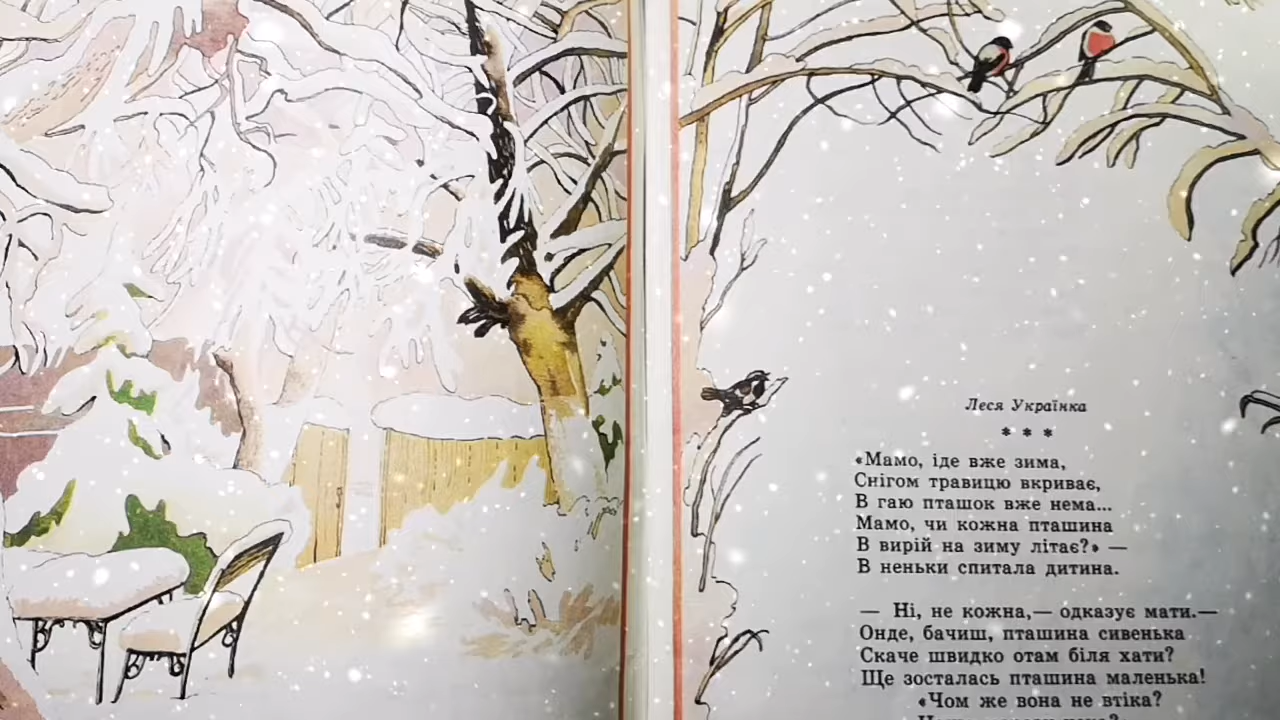 Леся Українка
* * *
«Мамо, іде вже зима,
Снігом травицю вкриває,
В гаю пташок вже нема...
Мамо, чи кожна пташина
В вирій на зиму літає?» —
В неньки спитала дитина.
— Ні, не кожна,— одказує мати.—
Онде, бачиш, пташина сивенька
Скаче швидко отам біля хати?
Ще зосталась пташина маленька!
«Чом же вона не втіка?